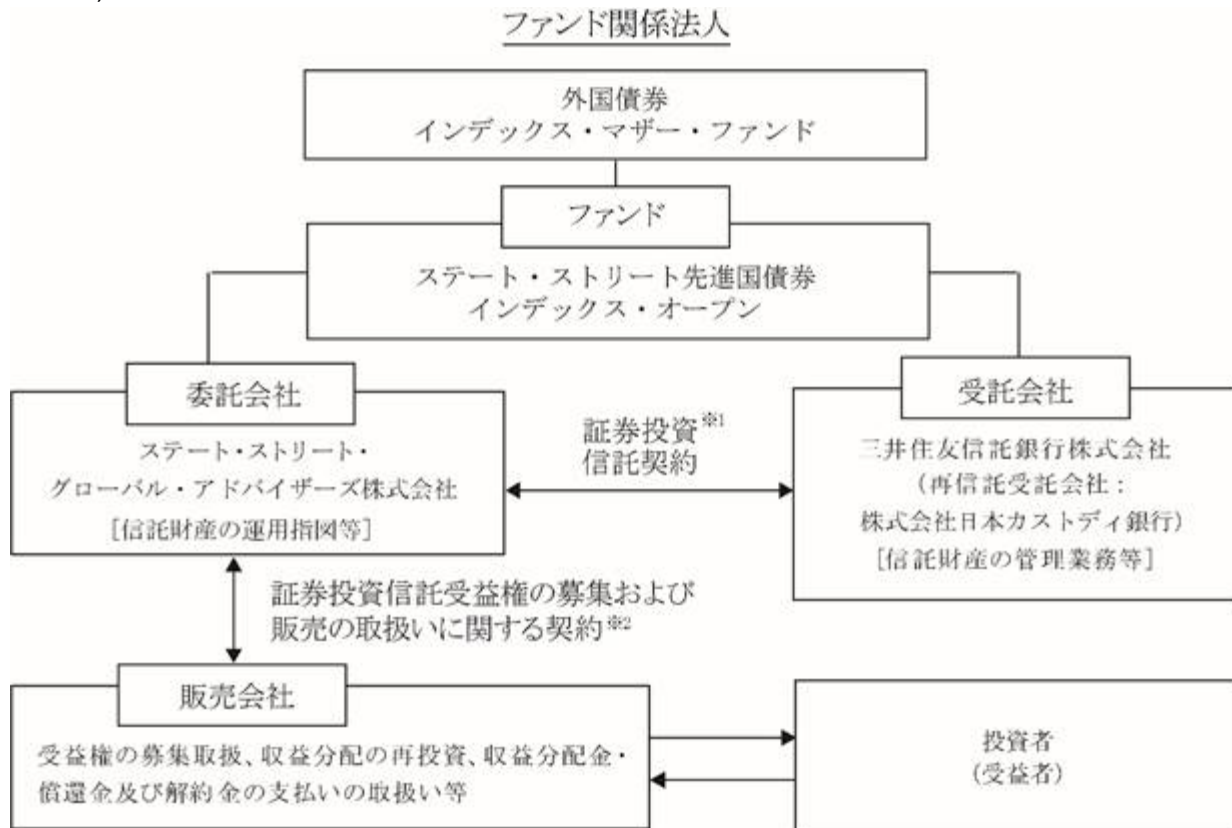 ファンド関係法人
外国債券
インデックス・マザー・ファンド
ファンド
ステート・ストリート先進国債券
インデックス・オープン
委託会社
ステート・ストリート・
グローバル・アドバイザーズ株式会社
[信託財産の運用指図等]
証券投資※1
信託契約
受託会社
三井住友信託銀行株式会社
(再信託受託会社:
株式会社日本カストディ銀行)
[信託財産の管理業務等]
証券投資信託受益権の募集および
販売の取扱いに関する契約※2
販売会社
受益権の募集取扱、収益分配の再投資、収益分配金・
償還金及び解約金の支払いの取扱い等
投資者
(受益者)